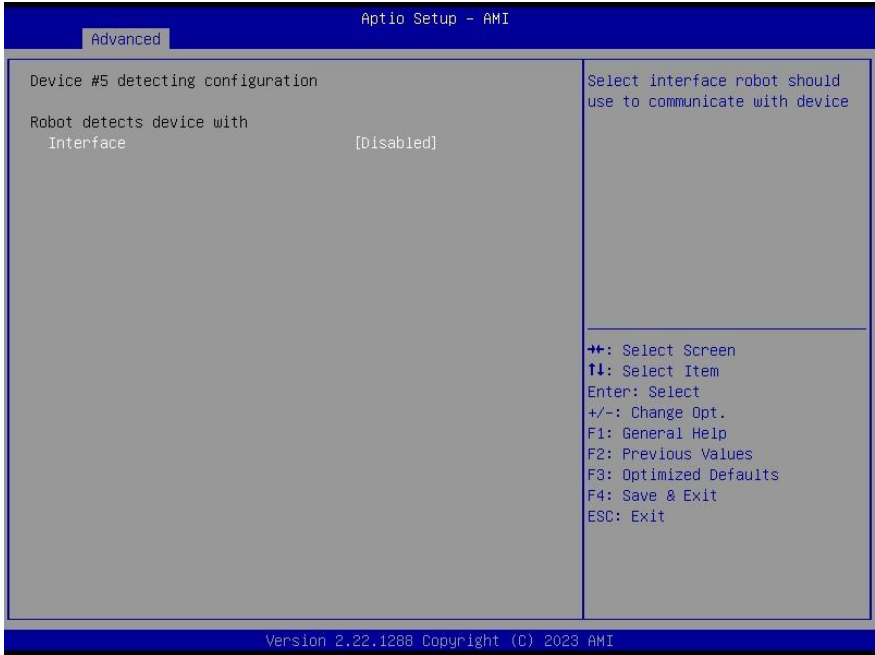 Aptio Setup – AMI
Advanced
Device #5 detecting configuration
Robot detects device with
Interface [Disabled]
Select interface robot should
use to communicate with device
→←: Select Screen
↑↓: Select Item
Enter: Select
+/-: Change Opt.
F1: General Help
F2: Previous Values
F3: Optimized Defaults
F4: Save & Exit
ESC: Exit
Version 2.22.1288 Copyright (C) 2023 AMI